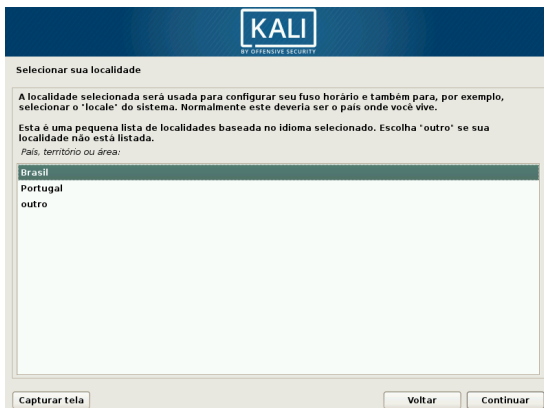 KALI
BY OFFENSIVE SECURITY
Selecionar sua localidade
A localidade selecionada será usada para configurar seu fuso horário e também para, por exemplo,
selecionar o "locale" do sistema. Normalmente este deveria ser o país onde você vive.
Esta é uma pequena lista de localidades baseada no idioma selecionado. Escolha "outro" se sua
localidade não está listada.
País, território ou área:
Brasil
Portugal
outro
Capturar tela
Voltar
Continuar